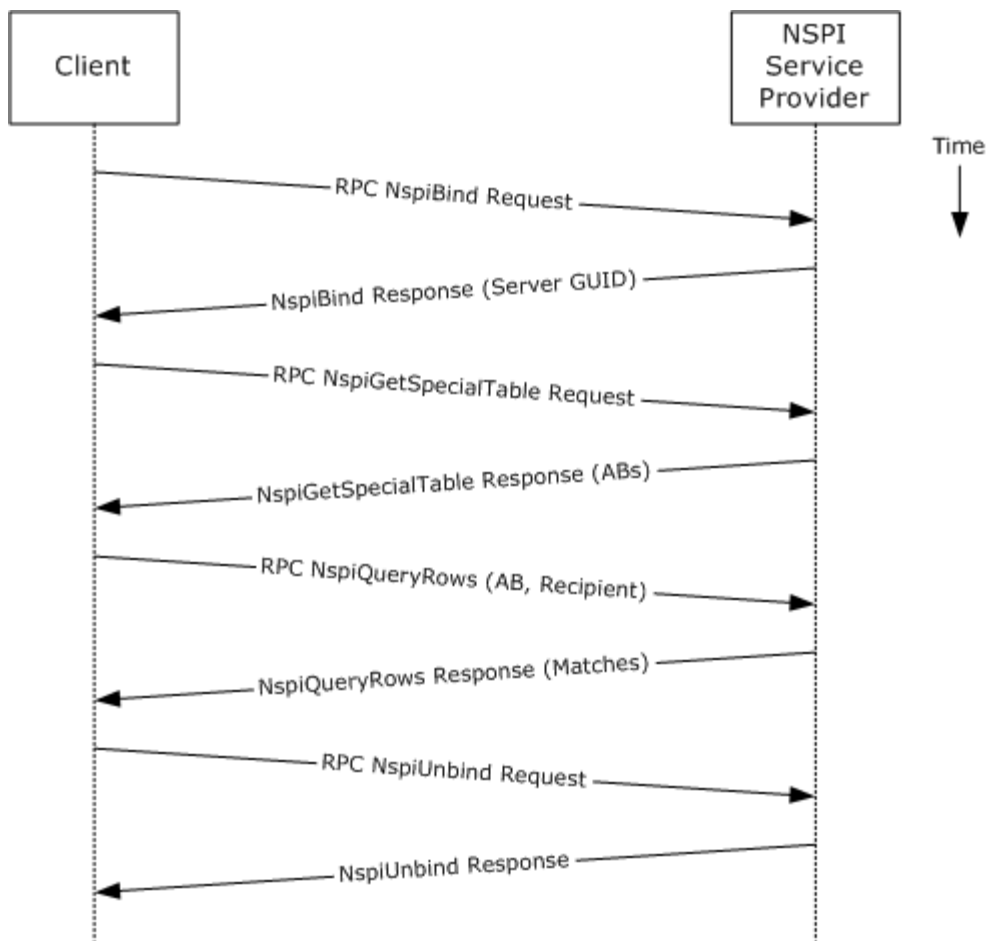 Client
NSPI
Service
Provider
Time
RPC NspiBind Request
NspiBind Response (Server GUID)
RPC NspiGetSpecialTable Request
NspiGetSpecialTable Response (ABs)
RPC NspiQueryRows (AB, Recipient)
NspiQueryRows Response (Matches)
RPC NspiUnbind Request
NspiUnbind Response